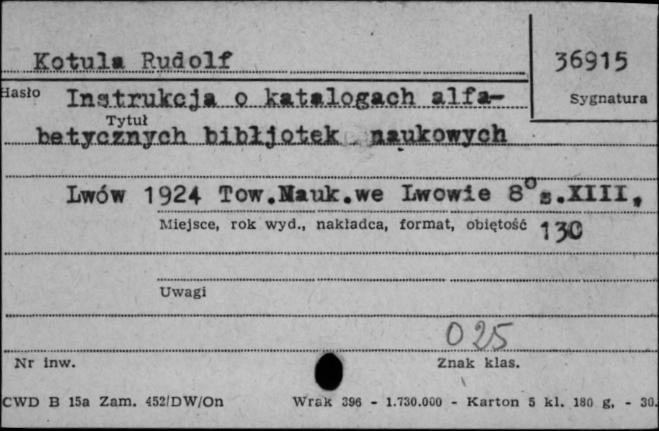 Kotula Rudolf
36915
Hasło Instrukcja o katalogach alfa-
Sygnatura
Tytuł
betycznych bibłjotek naukowych
Lwów 1924 Tow.Nauk.we Lwowie 8° s.XIII,
Miejsce, rok wyd., nakładca, format, objętość 130
Uwagi
025
Nr inw. Znak klas.
CWD B 15a Zam. 452/DW/On Wrak 396 - 1.730.000 - Karton 5 kl. 180 g. - 30.